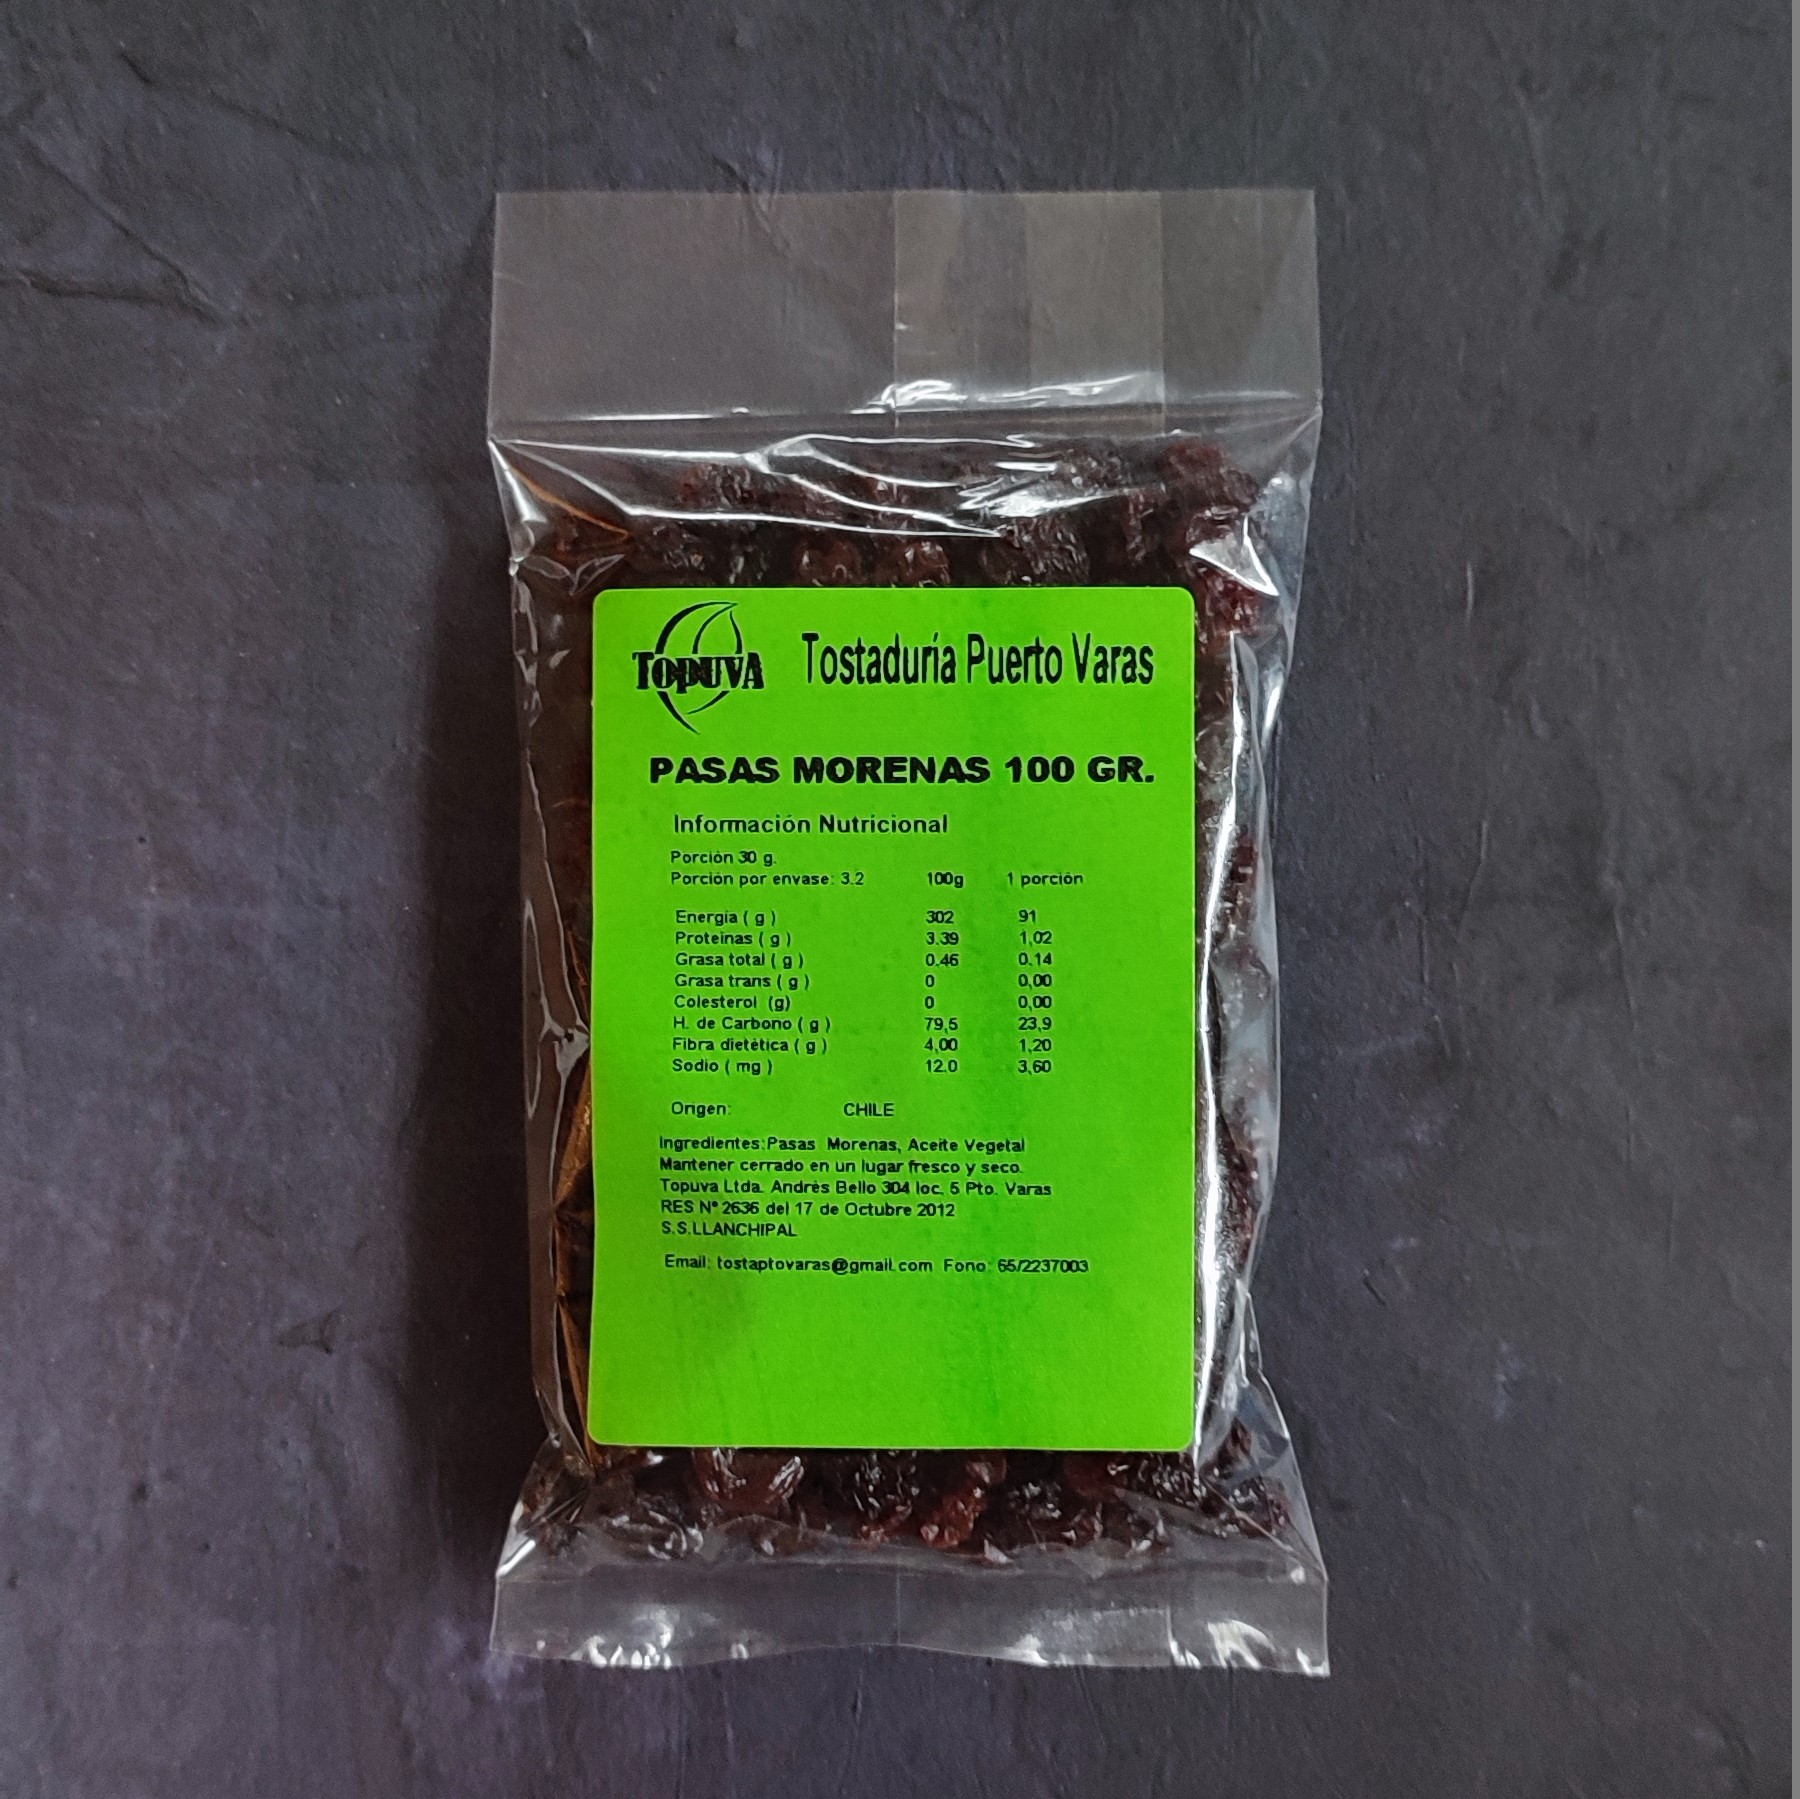 TOPUVA Tostaduría Puerto Varas
PASAS MORENAS 100 GR.
Información Nutricional
Porción 30 g.
Porción por envase: 3.2 100g 1 porción
Energía ( g ) 302 91
Proteínas ( g ) 3.39 1,02
Grasa total ( g ) 0.46 0.14
Grasa trans ( g ) 0 0,00
Colesterol (g) 0 0,00
H. de Carbono ( g ) 79,5 23,9
Fibra dietética ( g ) 4,00 1,20
Sodio ( mg ) 12.0 3,60
Origen: CHILE
Ingredientes:Pasas Morenas, Aceite Vegetal
Mantener cerrado en un lugar fresco y seco.
Topuva Ltda. Andrès Bello 304 loc. 5 Pto. Varas
RES N° 2636 del 17 de Octubre 2012
S.S.LLANCHIPAL
Email: tostaptovaras@gmail.com Fono: 65/2237003